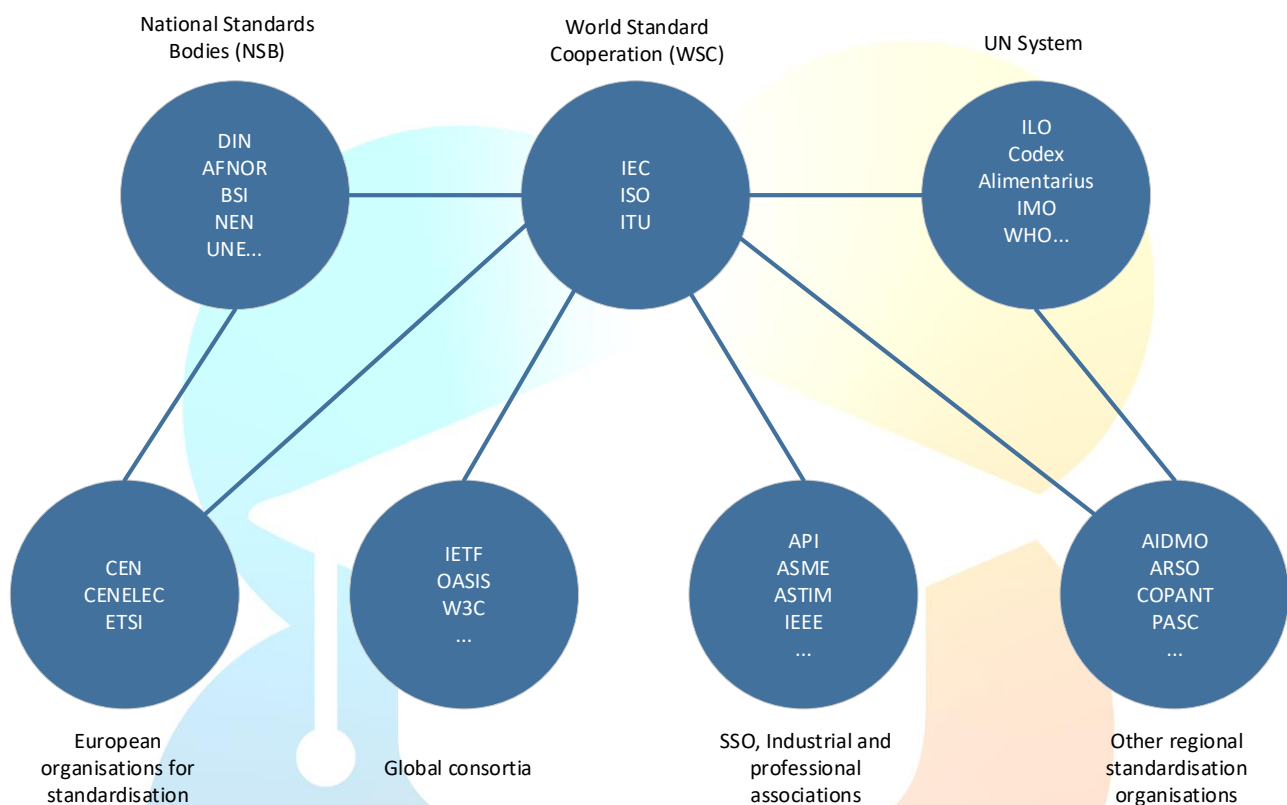 National Standards
Bodies (NSB)
World Standard
Cooperation (WSC)
UN System
DIN
AFNOR
BSI
NEN
UNE...
IEC
ISO
ITU
ILO
Codex
Alimentarius
IMO
WHO...
CEN
CENELEC
ETSI
IETF
OASIS
W3C
...
API
ASME
ASTIM
IEEE
...
AIDMO
ARSO
COPANT
PASC
...
European
organisations for
standardisation
Global consortia
SSO, Industrial and
professional
associations
Other regional
standardisation
organisations